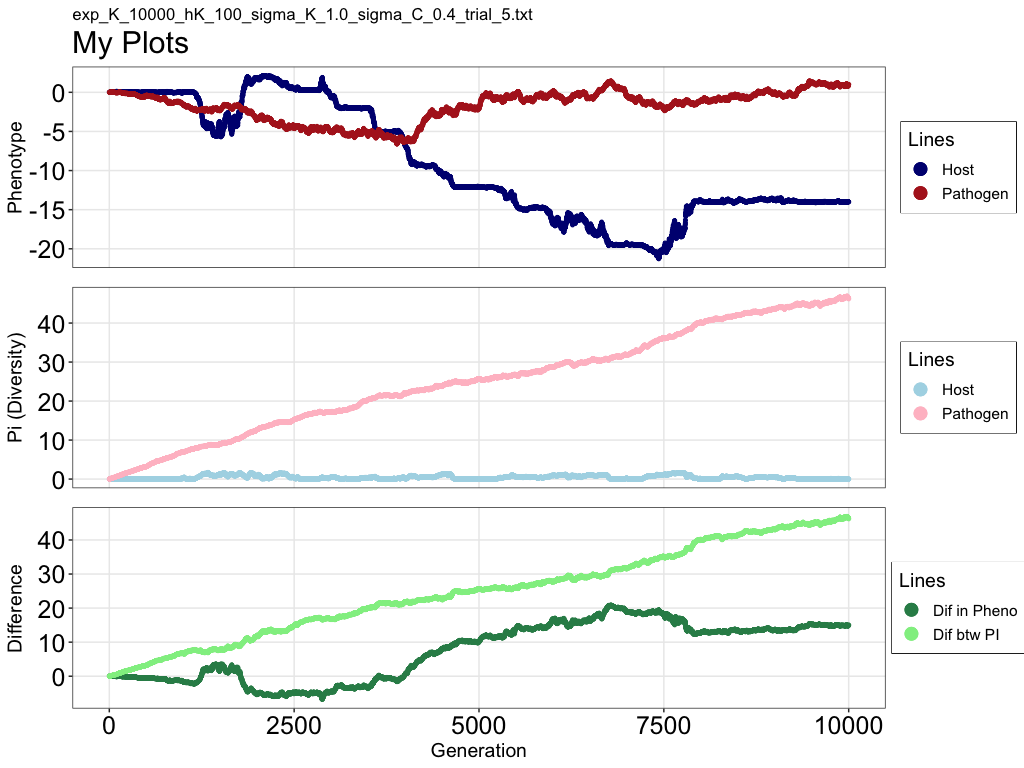 exp_K_10000_hK_100_sigma_K_1.0_sigma_C_0.4_trial_5.txt
My Plots
Phenotype
0
-5
-10
-15
-20
Lines
Host
Pathogen
Pi (Diversity)
40
30
20
10
0
Lines
Host
Pathogen
Difference
40
30
20
10
0
Lines
Dif in Pheno
Dif btw PI
0 2500 5000 7500 10000
Generation